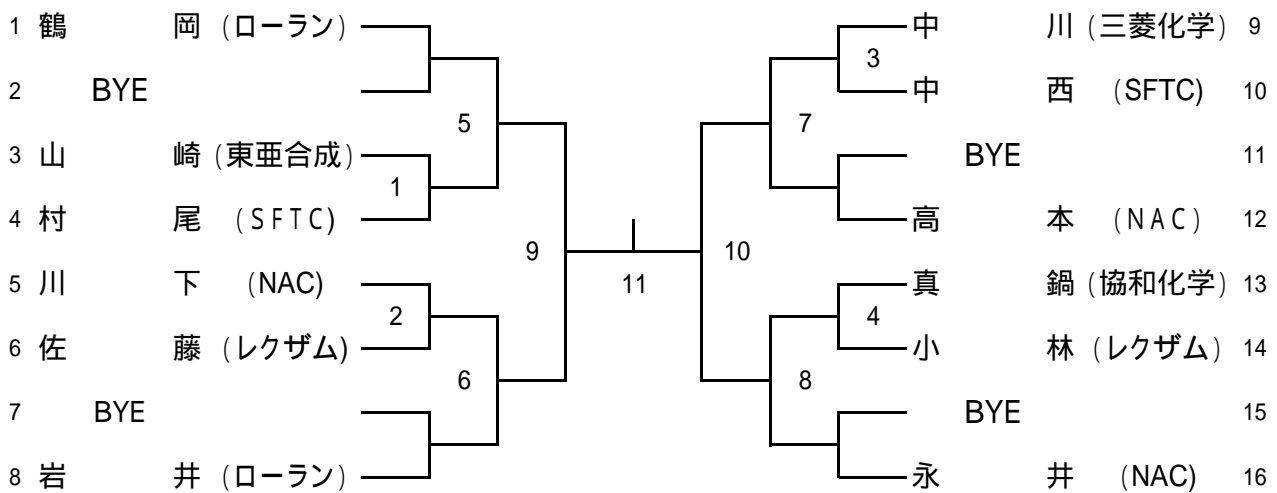 1 鶴 岡 (ローラン)
2 BYE
3 山 崎 (東亜合成)
4 村 尾 (SFTC)
5 川 下 (NAC)
6 佐 藤 (レクザム)
7 BYE
8 岩 井 (ローラン)
5
1
2
6
9
11
10
3
7
4
8
中 川 (三菱化学) 9
中 西 (SFTC) 10
BYE 11
高 本 (NAC) 12
真 鍋 (協和化学) 13
小 林 (レクザム) 14
BYE 15
永 井 (NAC) 16